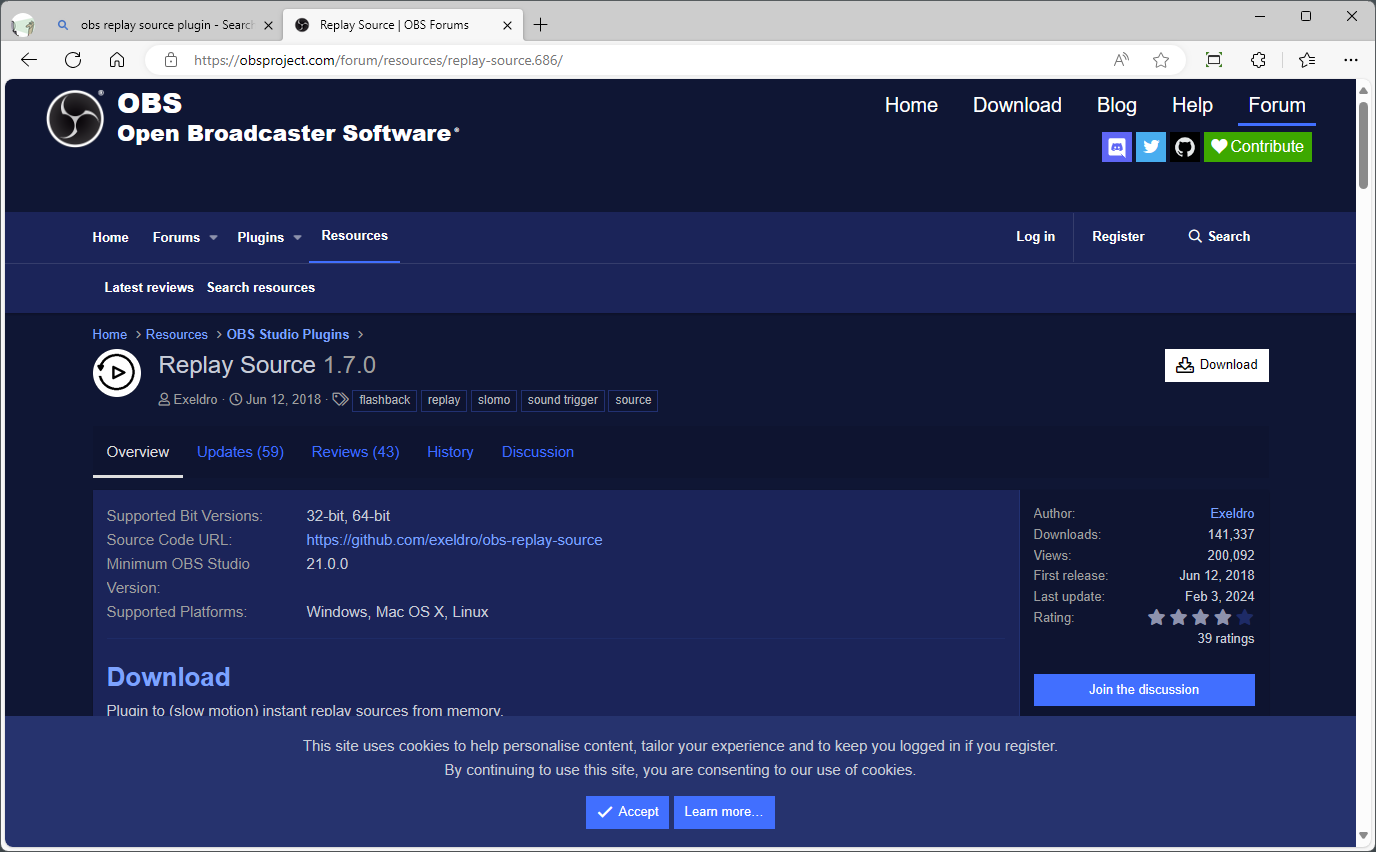 obs replay source plugin - Search
Replay Source | OBS Forums
https://obsproject.com/forum/resources/replay-source.686/
OBS
Open Broadcaster Software
Home Download Blog Help Forum
Contribute
Home Forums Plugins Resources Log in Register Search
Latest reviews Search resources
Home > Resources > OBS Studio Plugins >
Replay Source 1.7.0
Download
Exeldro · Jun 12, 2018 · flashback replay slomo sound trigger source
Overview Updates (59) Reviews (43) History Discussion
Supported Bit Versions: 32-bit, 64-bit
Source Code URL: https://github.com/exeldro/obs-replay-source
Minimum OBS Studio Version: 21.0.0
Supported Platforms: Windows, Mac OS X, Linux
Download
Plugin to (slow motion) instant replay sources from memory.
Author: Exeldro
Downloads: 141,337
Views: 200,092
First release: Jun 12, 2018
Last update: Feb 3, 2024
Rating:
39 ratings
Join the discussion
This site uses cookies to help personalise content, tailor your experience and to keep you logged in if you register.
By continuing to use this site, you are consenting to our use of cookies.
Accept Learn more…